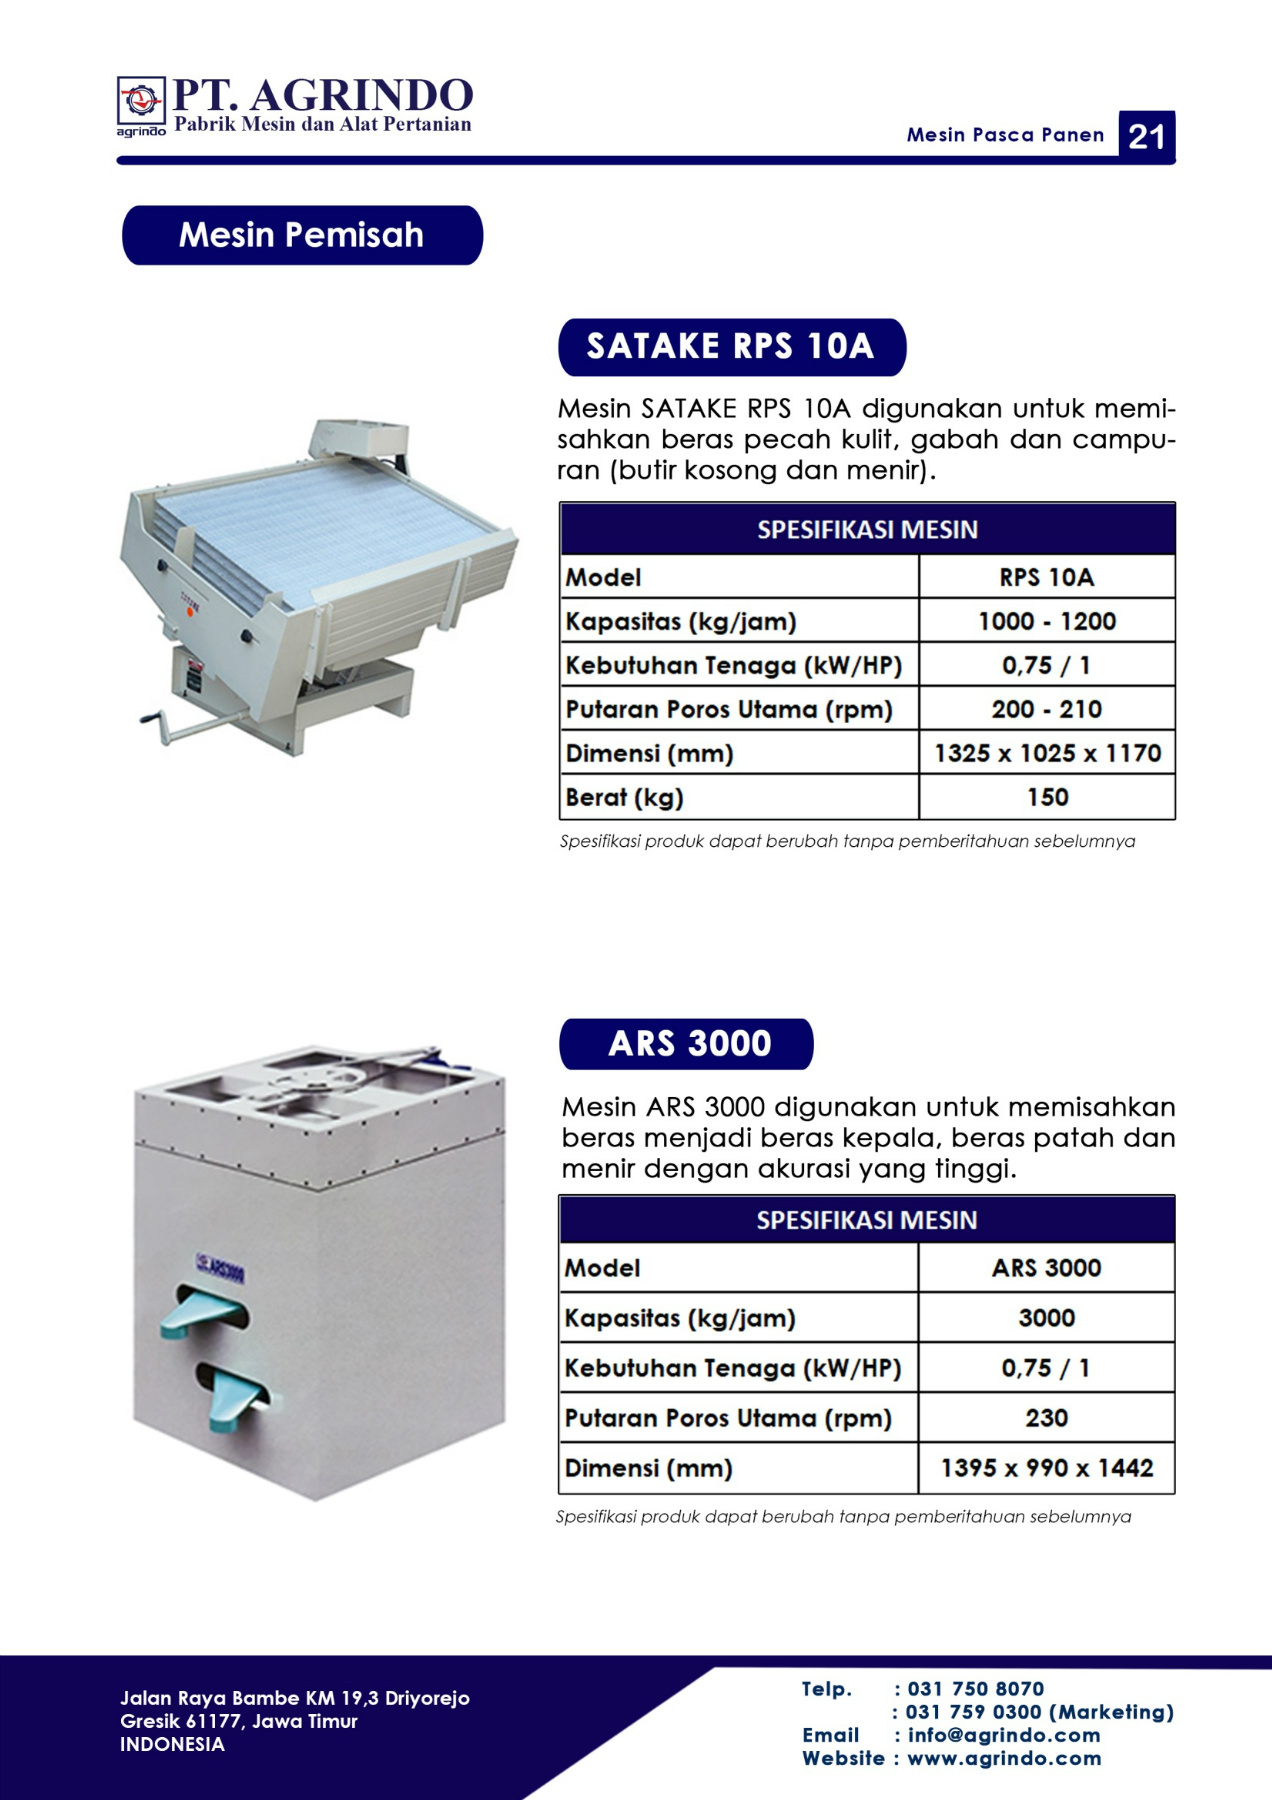 PT. AGRINDO
Pabrik Mesin dan Alat Pertanian
agrindo
Mesin Pasca Panen 21
Mesin Pemisah
SATAKE RPS 10A
Mesin SATAKE RPS 10A digunakan untuk memi-
sahkan beras pecah kulit, gabah dan campu-
ran (butir kosong dan menir).
SATAKE
SPESIFIKASI MESIN
Model RPS 10A
Kapasitas (kg/jam) 1000 - 1200
Kebutuhan Tenaga (kW/HP) 0,75 / 1
Putaran Poros Utama (rpm) 200 - 210
Dimensi (mm) 1325 x 1025 x 1170
Berat (kg) 150
Spesifikasi produk dapat berubah tanpa pemberitahuan sebelumnya
ARS 3000
Mesin ARS 3000 digunakan untuk memisahkan
beras menjadi beras kepala, beras patah dan
menir dengan akurasi yang tinggi.
ARS3000
SPESIFIKASI MESIN
Model ARS 3000
Kapasitas (kg/jam) 3000
Kebutuhan Tenaga (kW/HP) 0,75 / 1
Putaran Poros Utama (rpm) 230
Dimensi (mm) 1395 x 990 x 1442
Spesifikasi produk dapat berubah tanpa pemberitahuan sebelumnya
Jalan Raya Bambe KM 19,3 Driyorejo
Gresik 61177, Jawa Timur
INDONESIA
Telp. : 031 750 8070
: 031 759 0300 (Marketing)
Email : info@agrindo.com
Website : www.agrindo.com